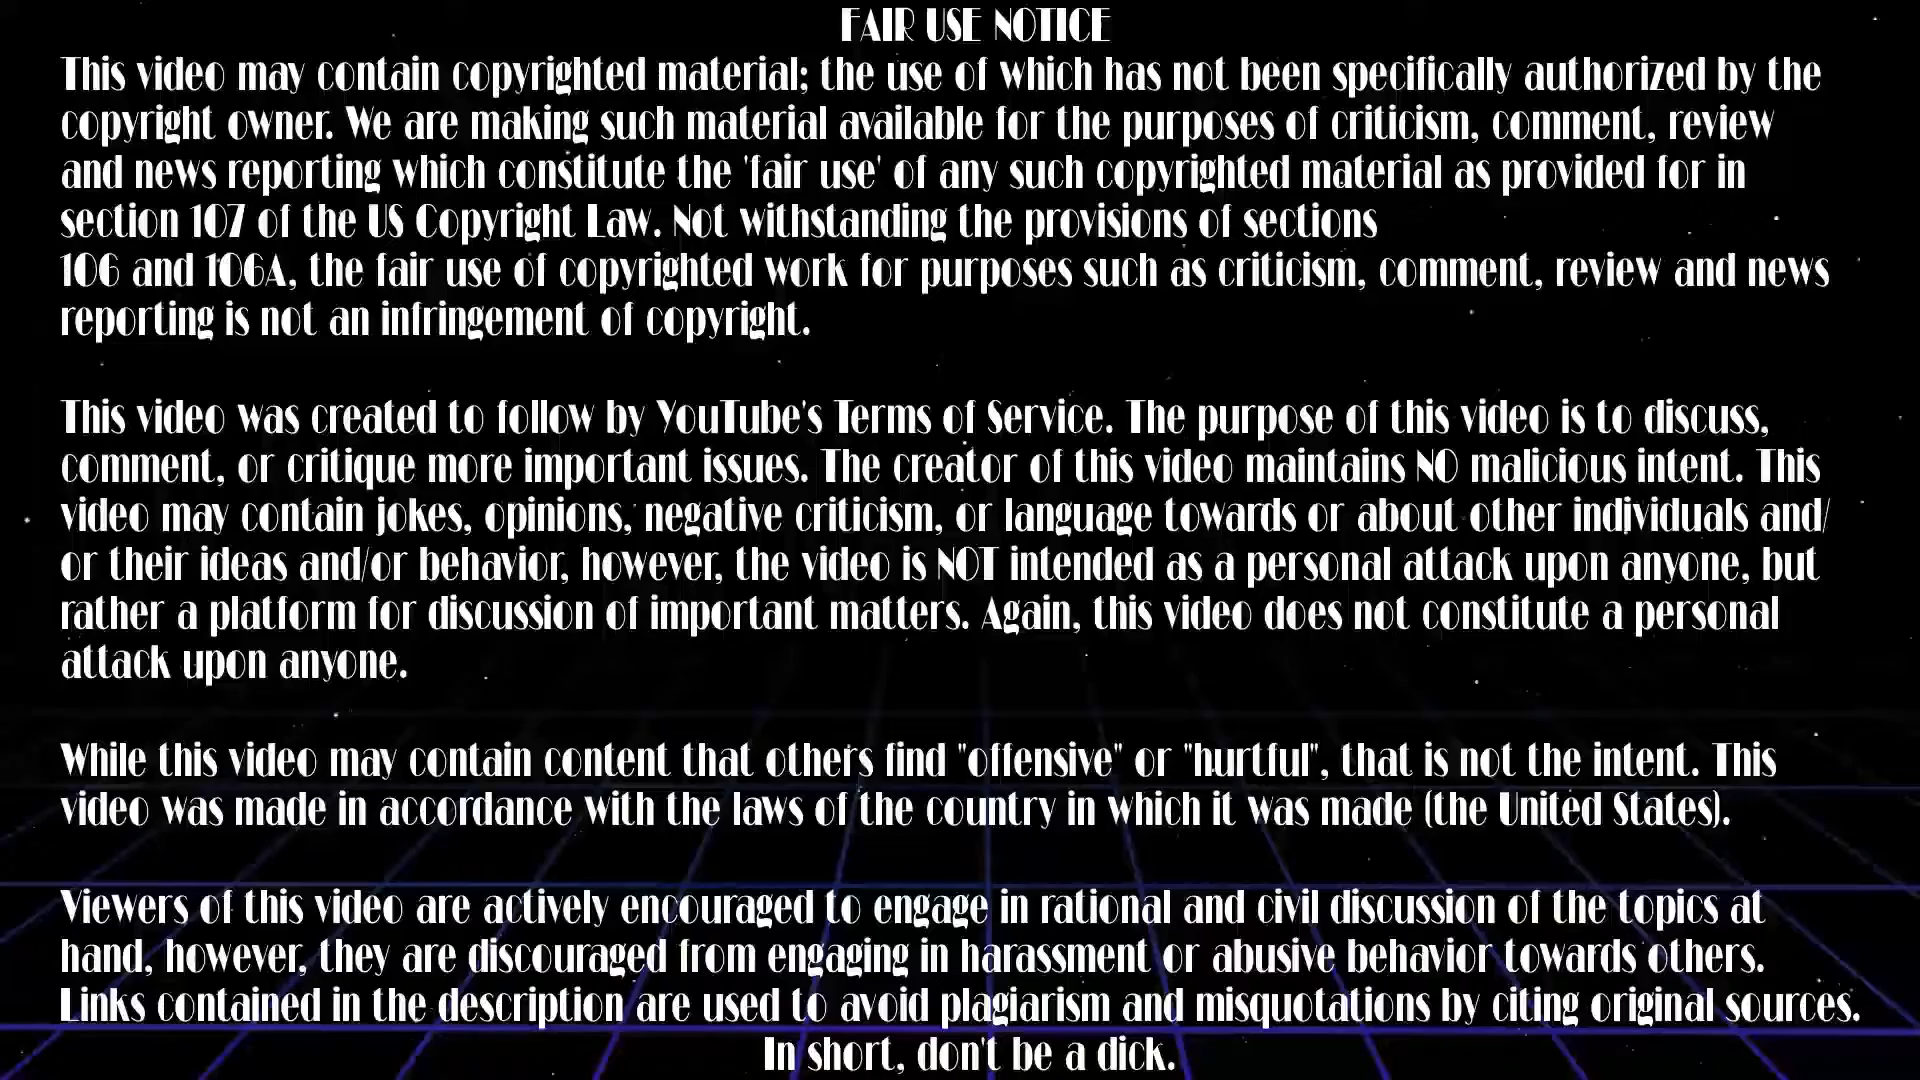 FAIR USE NOTICE
This video may contain copyrighted material; the use of which has not been specifically authorized by the
copyright owner. We are making such material available for the purposes of criticism, comment, review
and news reporting which constitute the 'fair use' of any such copyrighted material as provided for in
section 107 of the US Copyright Law. Not withstanding the provisions of sections
106 and 106A, the fair use of copyrighted work for purposes such as criticism, comment, review and news
reporting is not an infringement of copyright.
This video was created to follow by YouTube's Terms of Service. The purpose of this video is to discuss,
comment, or critique more important issues. The creator of this video maintains NO malicious intent. This
video may contain jokes, opinions, negative criticism, or language towards or about other individuals and/
or their ideas and/or behavior, however, the video is NOT intended as a personal attack upon anyone, but
rather a platform for discussion of important matters. Again, this video does not constitute a personal
attack upon anyone.
While this video may contain content that others find "offensive" or "hurtful", that is not the intent. This
video was made in accordance with the laws of the country in which it was made (the United States).
Viewers of this video are actively encouraged to engage in rational and civil discussion of the topics at
hand, however, they are discouraged from engaging in harassment or abusive behavior towards others.
Links contained in the description are used to avoid plagiarism and misquotations by citing original sources.
In short, don't be a dick.